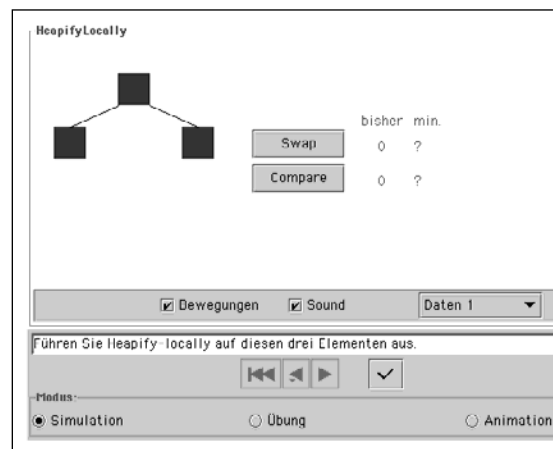 HeapifyLocally
bisher min.
Swap 0 ?
Compare 0 ?
Bewegungen Sound Daten 1
Führen Sie Heapify-locally auf diesen drei Elementen aus.
Modus:
Simulation Übung Animation